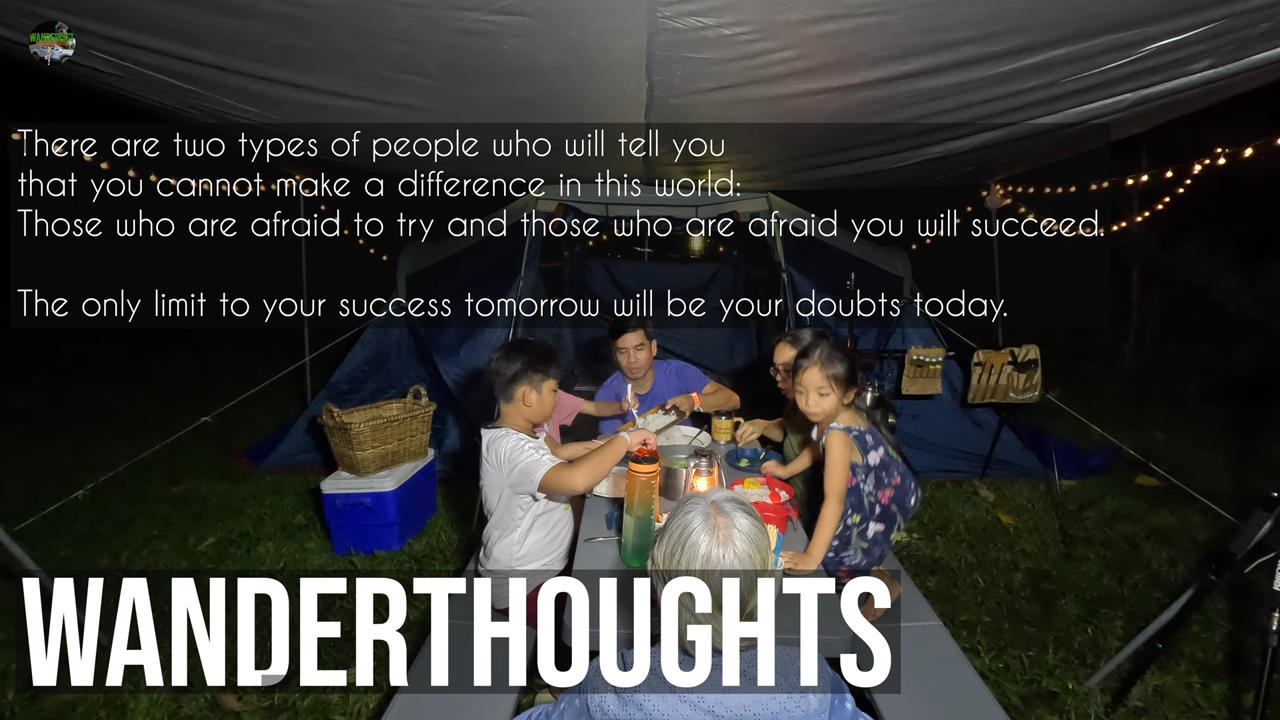 There are two types of people who will tell you
that you cannot make a difference in this world:
Those who are afraid to try and those who are afraid you will succeed.
The only limit to your success tomorrow will be your doubts today.
WANDERTHOUGHTS